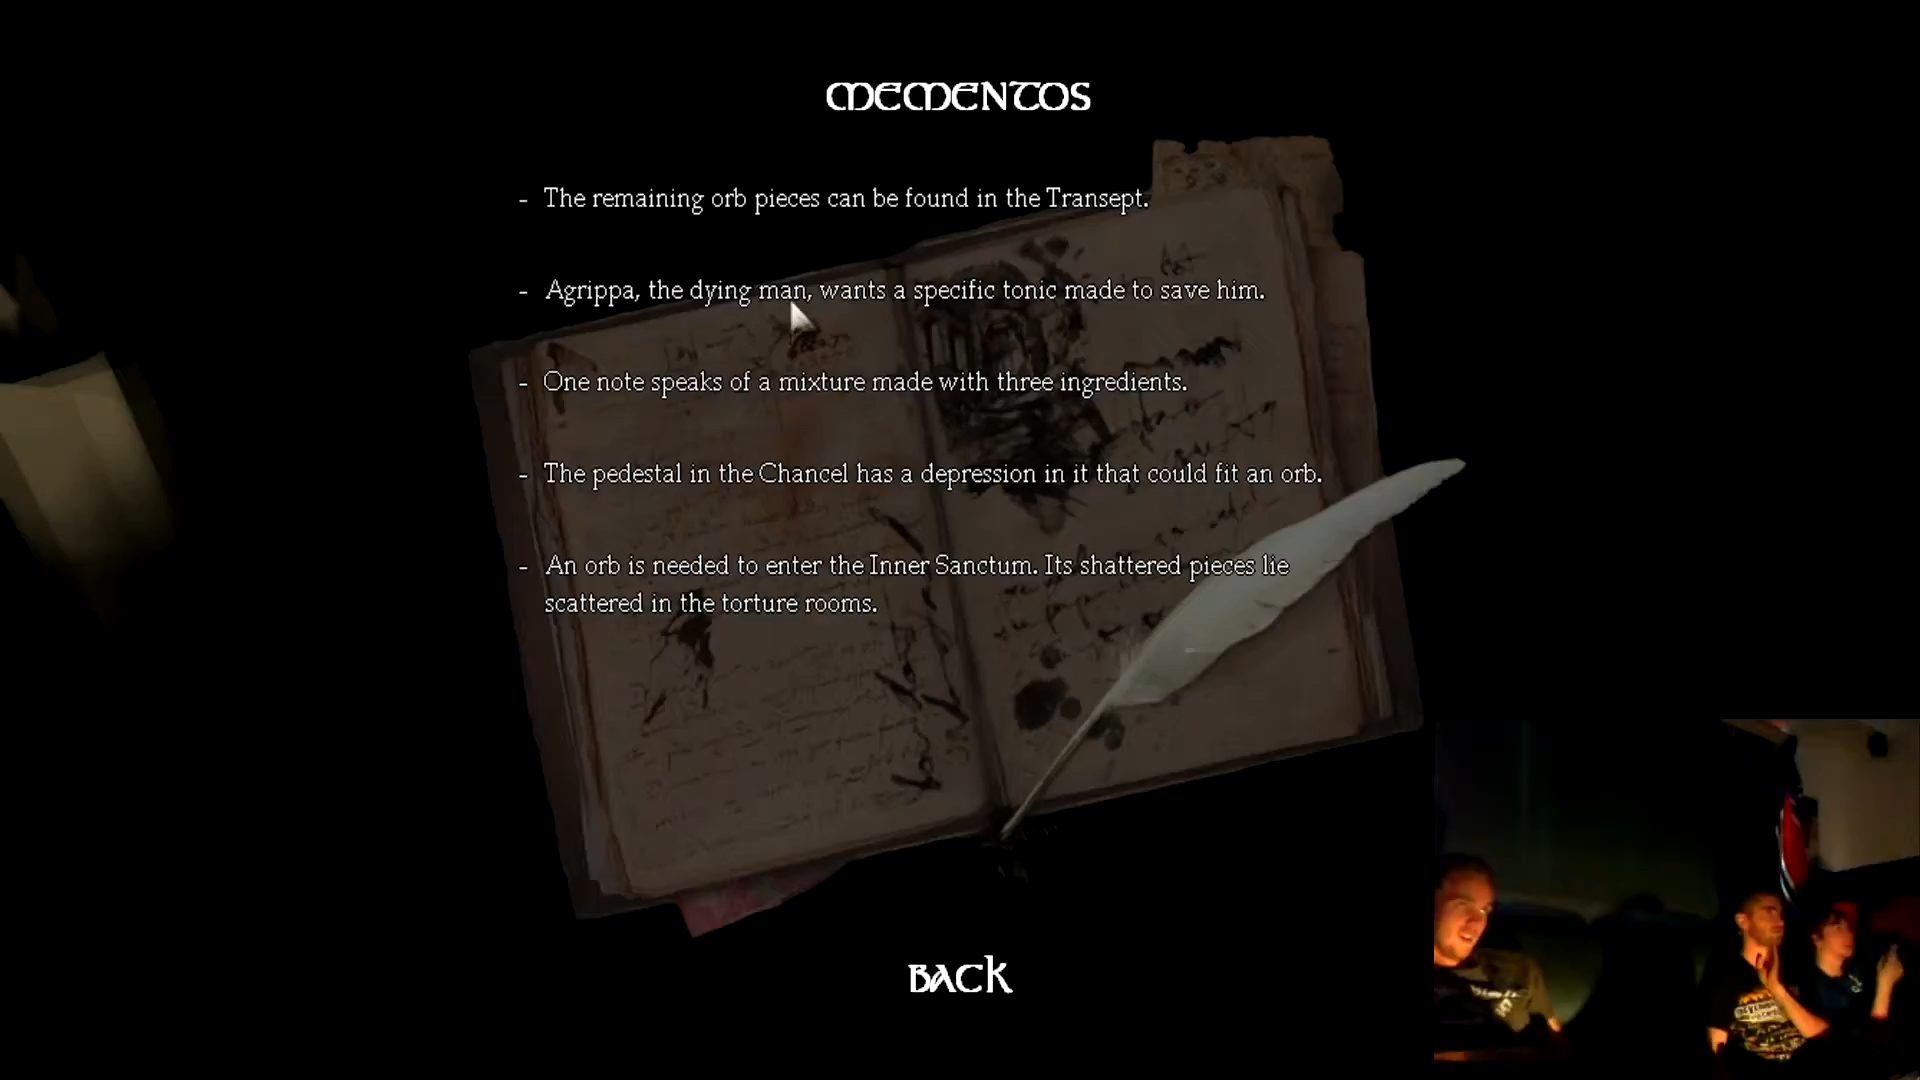 MEMENTOS
- The remaining orb pieces can be found in the Transept.
- Agrippa, the dying man, wants a specific tonic made to save him.
- One note speaks of a mixture made with three ingredients.
- The pedestal in the Chancel has a depression in it that could fit an orb.
- An orb is needed to enter the Inner Sanctum. Its shattered pieces lie
scattered in the torture rooms.
BACK